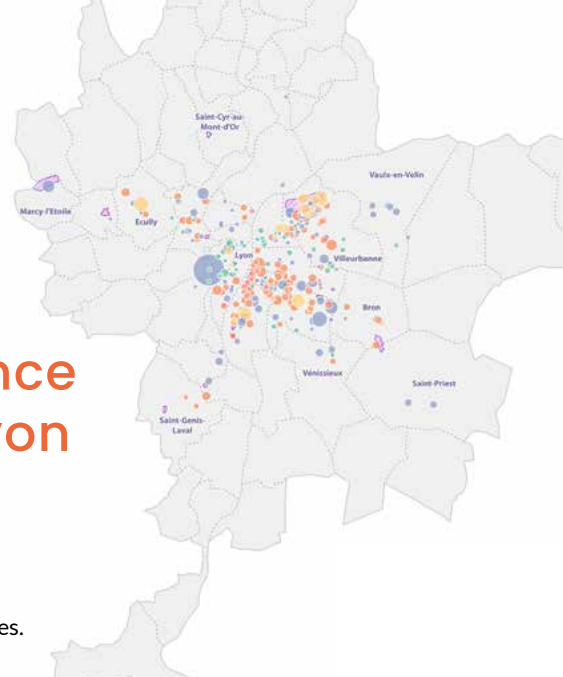 Saint-Cyr-au-
Mont-d'Or
Vaulx-en-Velin
Marcy-l'Etoile
Ecully
Lyon
Villeurbanne
Bron
nce
Vénissieux
Saint-Priest
yon
Saint-Genis-
Laval
es.